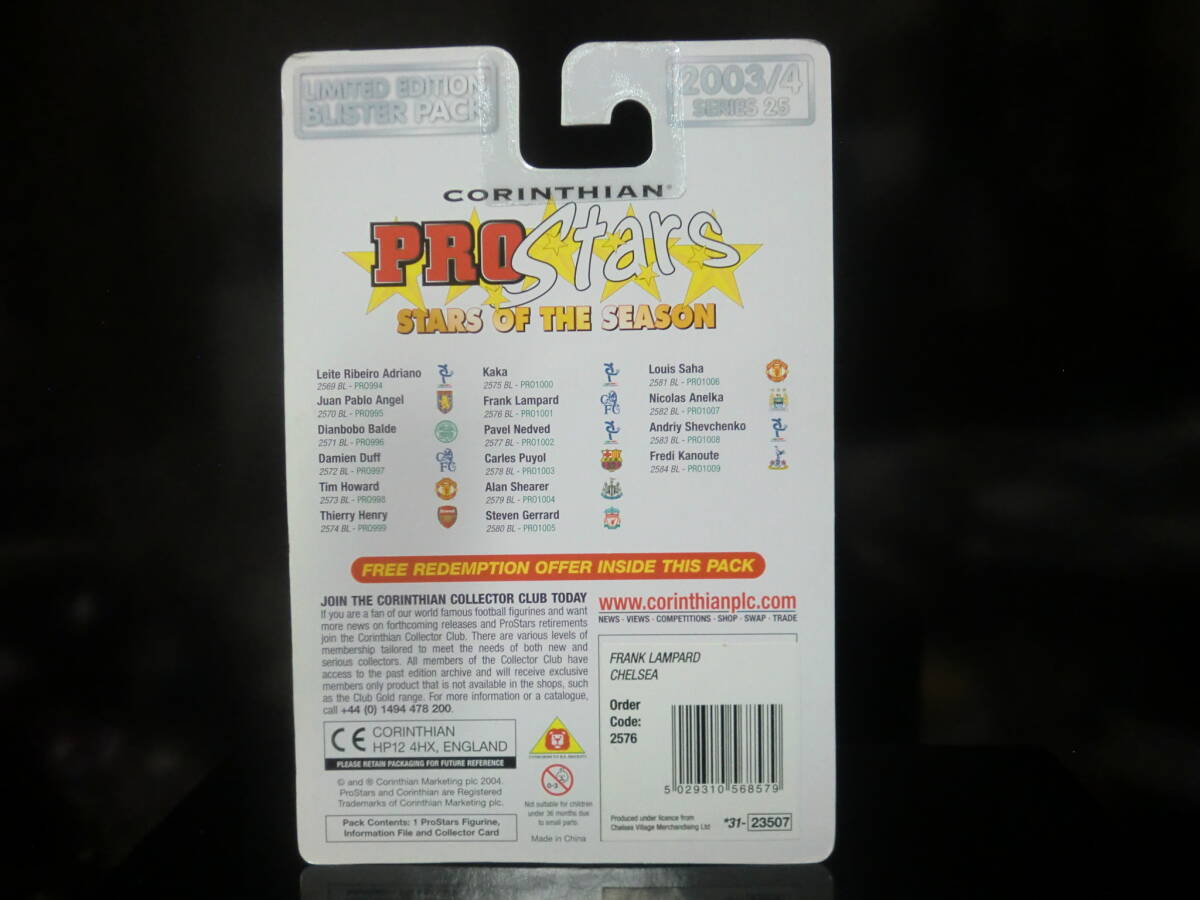 LIMITED EDITION
BLISTER PACK
2003/4
SERIES 25
CORINTHIAN®
PRO Stars
STARS OF THE SEASON
Leite Ribeiro Adriano
2569 BL - PRO994
Juan Pablo Angel
2570 BL - PRO995
Dianbobo Balde
2571 BL - PRO996
Damien Duff
2572 BL - PRO997
Tim Howard
2573 BL - PRO998
Thierry Henry
2574 BL - PRO999
Kaka
2575 BL - PRO1000
Frank Lampard
2576 BL - PRO1001
Pavel Nedved
2577 BL - PRO1002
Carles Puyol
2578 BL - PRO1003
Alan Shearer
2579 BL - PRO1004
Steven Gerrard
2580 BL - PRO1005
Louis Saha
2581 BL - PRO1006
Nicolas Anelka
2582 BL - PRO1007
Andriy Shevchenko
2583 BL - PRO1008
Fredi Kanoute
2584 BL - PRO1009
FREE REDEMPTION OFFER INSIDE THIS PACK
JOIN THE CORINTHIAN COLLECTOR CLUB TODAY
If you are a fan of our world famous football figurines and want
more news on forthcoming releases and ProStars retirements
join the Corinthian Collector Club. There are various levels of
membership tailored to meet the needs of both new and
serious collectors. All members of the Collector Club have
access to the past edition archive and will receive exclusive
members only product that is not available in the shops, such
as the Club Gold range. For more information or a catalogue,
call +44 (0) 1494 478 200.
CE CORINTHIAN
HP12 4HX, ENGLAND
PLEASE RETAIN PACKAGING FOR FUTURE REFERENCE
© and ® Corinthian Marketing plc 2004.
ProStars and Corinthian are Registered
Trademarks of Corinthian Marketing plc.
Pack Contents: 1 ProStars Figurine,
Information File and Collector Card
0-3
Not suitable for children
under 36 months due
to small parts.
Made in China
www.corinthianplc.com
NEWS · VIEWS · COMPETITIONS · SHOP · SWAP · TRADE
FRANK LAMPARD
CHELSEA
Order
Code:
2576
5 029310 568579
Produced under licence from
Chelsea Village Merchandising Ltd
*31- 23507